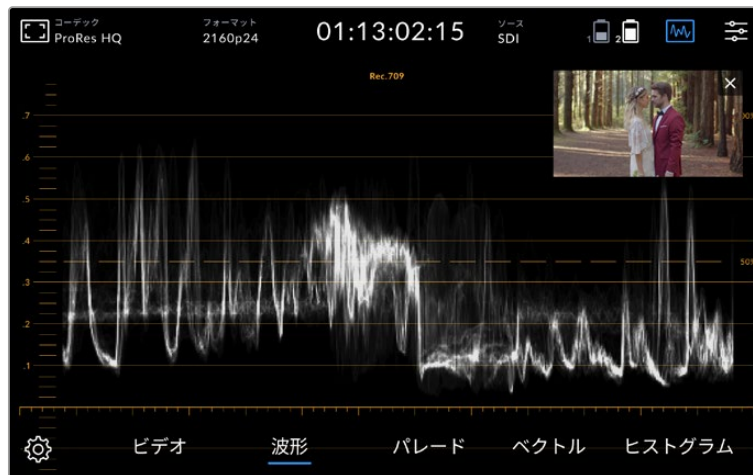 コーデック
ProRes HQ
フォーマット
2160p24
01:13:02:15
ソース
SDI
1
2
Rec.709
.7
.6
.5
.4
50%
.3
.2
.1
ビデオ
波形
パレード
ベクトル
ヒストグラム